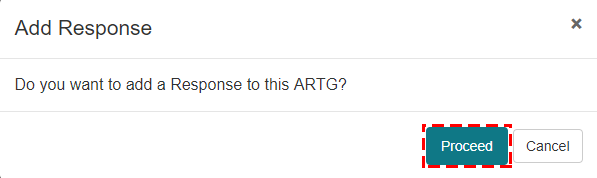 Add Response ×
Do you want to add a Response to this ARTG?
Proceed Cancel